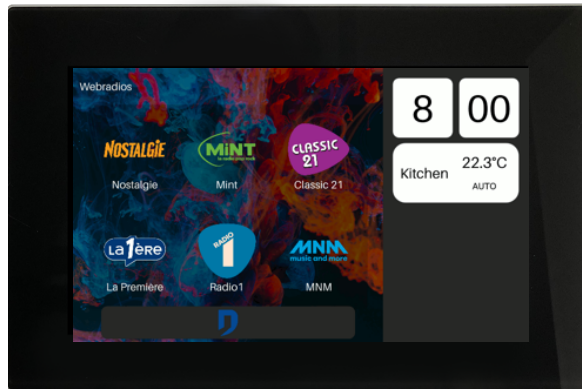 Webradios
NOSTALGIE
MiNT
CLASSIC
21
Nostalgie
Mint
Classic 21
La 1ère
RADIO
1
MNM
music and more
La Première
Radio1
MNM
8
00
Kitchen
22.3°C
AUTO